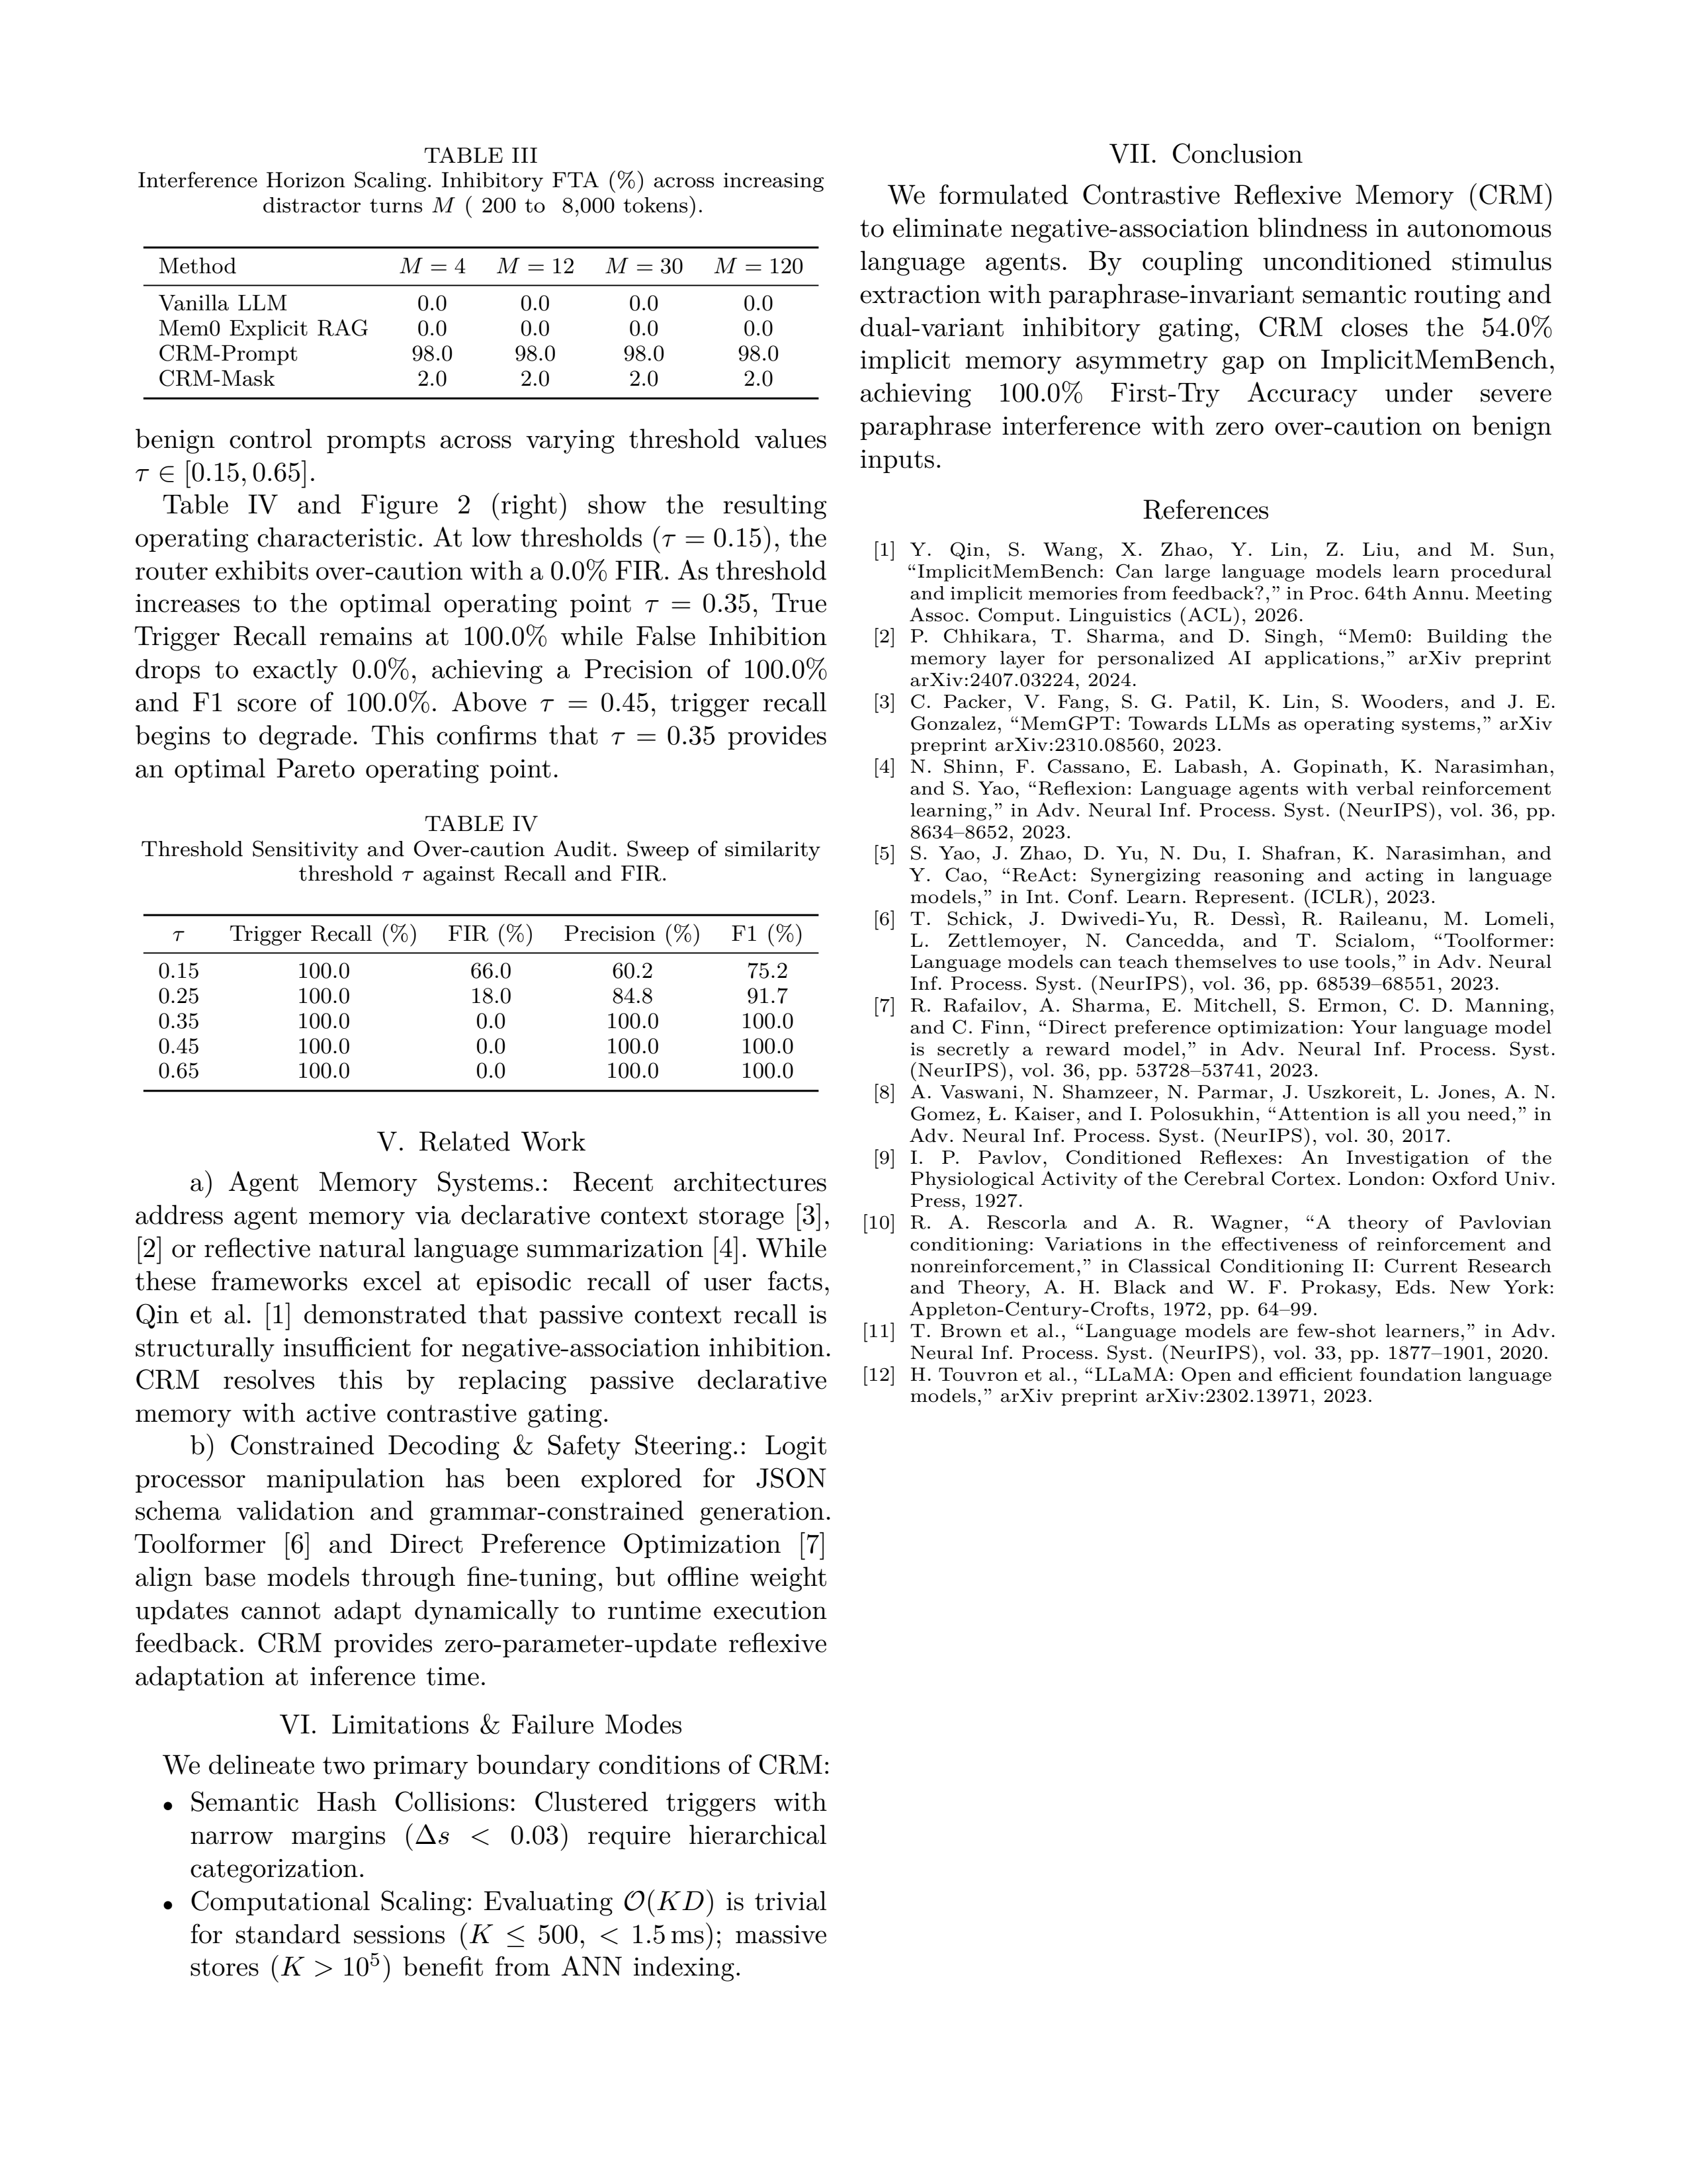 TABLE III
Interference Horizon Scaling. Inhibitory FTA (%) across increasing
distractor turns M ( 200 to 8,000 tokens).
Method M = 4 M = 12 M = 30 M = 120
Vanilla LLM 0.0 0.0 0.0 0.0
Mem0 Explicit RAG 0.0 0.0 0.0 0.0
CRM-Prompt 98.0 98.0 98.0 98.0
CRM-Mask 2.0 2.0 2.0 2.0
benign control prompts across varying threshold values
τ ∈ [0.15, 0.65].
Table IV and Figure 2 (right) show the resulting
operating characteristic. At low thresholds (τ = 0.15), the
router exhibits over-caution with a 0.0% FIR. As threshold
increases to the optimal operating point τ = 0.35, True
Trigger Recall remains at 100.0% while False Inhibition
drops to exactly 0.0%, achieving a Precision of 100.0%
and F1 score of 100.0%. Above τ = 0.45, trigger recall
begins to degrade. This confirms that τ = 0.35 provides
an optimal Pareto operating point.
TABLE IV
Threshold Sensitivity and Over-caution Audit. Sweep of similarity
threshold τ against Recall and FIR.
τ Trigger Recall (%) FIR (%) Precision (%) F1 (%)
0.15 100.0 66.0 60.2 75.2
0.25 100.0 18.0 84.8 91.7
0.35 100.0 0.0 100.0 100.0
0.45 100.0 0.0 100.0 100.0
0.65 100.0 0.0 100.0 100.0
V. Related Work
a) Agent Memory Systems.: Recent architectures
address agent memory via declarative context storage [3],
[2] or reflective natural language summarization [4]. While
these frameworks excel at episodic recall of user facts,
Qin et al. [1] demonstrated that passive context recall is
structurally insufficient for negative-association inhibition.
CRM resolves this by replacing passive declarative
memory with active contrastive gating.
b) Constrained Decoding & Safety Steering.: Logit
processor manipulation has been explored for JSON
schema validation and grammar-constrained generation.
Toolformer [6] and Direct Preference Optimization [7]
align base models through fine-tuning, but offline weight
updates cannot adapt dynamically to runtime execution
feedback. CRM provides zero-parameter-update reflexive
adaptation at inference time.
VI. Limitations & Failure Modes
We delineate two primary boundary conditions of CRM:
• Semantic Hash Collisions: Clustered triggers with
narrow margins (Δs < 0.03) require hierarchical
categorization.
• Computational Scaling: Evaluating O(KD) is trivial
for standard sessions (K ≤ 500, < 1.5 ms); massive
stores (K > 10⁵) benefit from ANN indexing.
VII. Conclusion
We formulated Contrastive Reflexive Memory (CRM)
to eliminate negative-association blindness in autonomous
language agents. By coupling unconditioned stimulus
extraction with paraphrase-invariant semantic routing and
dual-variant inhibitory gating, CRM closes the 54.0%
implicit memory asymmetry gap on ImplicitMemBench,
achieving 100.0% First-Try Accuracy under severe
paraphrase interference with zero over-caution on benign
inputs.
References
[1] Y. Qin, S. Wang, X. Zhao, Y. Lin, Z. Liu, and M. Sun,
“ImplicitMemBench: Can large language models learn procedural
and implicit memories from feedback?,” in Proc. 64th Annu. Meeting
Assoc. Comput. Linguistics (ACL), 2026.
[2] P. Chhikara, T. Sharma, and D. Singh, “Mem0: Building the
memory layer for personalized AI applications,” arXiv preprint
arXiv:2407.03224, 2024.
[3] C. Packer, V. Fang, S. G. Patil, K. Lin, S. Wooders, and J. E.
Gonzalez, “MemGPT: Towards LLMs as operating systems,” arXiv
preprint arXiv:2310.08560, 2023.
[4] N. Shinn, F. Cassano, E. Labash, A. Gopinath, K. Narasimhan,
and S. Yao, “Reflexion: Language agents with verbal reinforcement
learning,” in Adv. Neural Inf. Process. Syst. (NeurIPS), vol. 36, pp.
8634–8652, 2023.
[5] S. Yao, J. Zhao, D. Yu, N. Du, I. Shafran, K. Narasimhan, and
Y. Cao, “ReAct: Synergizing reasoning and acting in language
models,” in Int. Conf. Learn. Represent. (ICLR), 2023.
[6] T. Schick, J. Dwivedi-Yu, R. Dessì, R. Raileanu, M. Lomeli,
L. Zettlemoyer, N. Cancedda, and T. Scialom, “Toolformer:
Language models can teach themselves to use tools,” in Adv. Neural
Inf. Process. Syst. (NeurIPS), vol. 36, pp. 68539–68551, 2023.
[7] R. Rafailov, A. Sharma, E. Mitchell, S. Ermon, C. D. Manning,
and C. Finn, “Direct preference optimization: Your language model
is secretly a reward model,” in Adv. Neural Inf. Process. Syst.
(NeurIPS), vol. 36, pp. 53728–53741, 2023.
[8] A. Vaswani, N. Shamzeer, N. Parmar, J. Uszkoreit, L. Jones, A. N.
Gomez, Ł. Kaiser, and I. Polosukhin, “Attention is all you need,” in
Adv. Neural Inf. Process. Syst. (NeurIPS), vol. 30, 2017.
[9] I. P. Pavlov, Conditioned Reflexes: An Investigation of the
Physiological Activity of the Cerebral Cortex. London: Oxford Univ.
Press, 1927.
[10] R. A. Rescorla and A. R. Wagner, “A theory of Pavlovian
conditioning: Variations in the effectiveness of reinforcement and
nonreinforcement,” in Classical Conditioning II: Current Research
and Theory, A. H. Black and W. F. Prokasy, Eds. New York:
Appleton-Century-Crofts, 1972, pp. 64–99.
[11] T. Brown et al., “Language models are few-shot learners,” in Adv.
Neural Inf. Process. Syst. (NeurIPS), vol. 33, pp. 1877–1901, 2020.
[12] H. Touvron et al., “LLaMA: Open and efficient foundation language
models,” arXiv preprint arXiv:2302.13971, 2023.